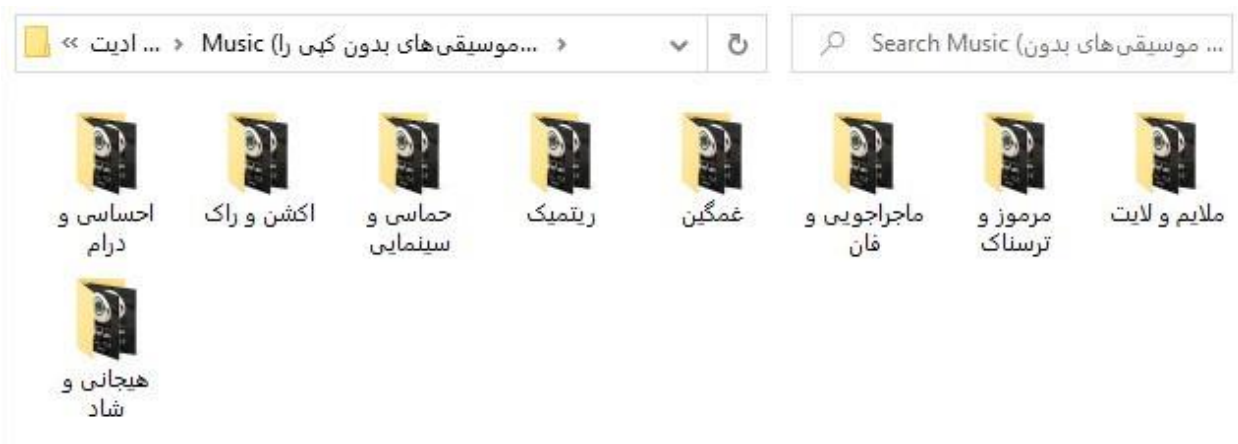 » ادیت ... › Music (موسیقی‌های بدون کپی را... ›
Search Music (موسیقی‌های بدون ...
احساسی و
درام
اکشن و راک
حماسی و
سینمایی
ریتمیک
غمگین
ماجراجویی و
فان
مرموز و
ترسناک
ملایم و لایت
هیجانی و
شاد